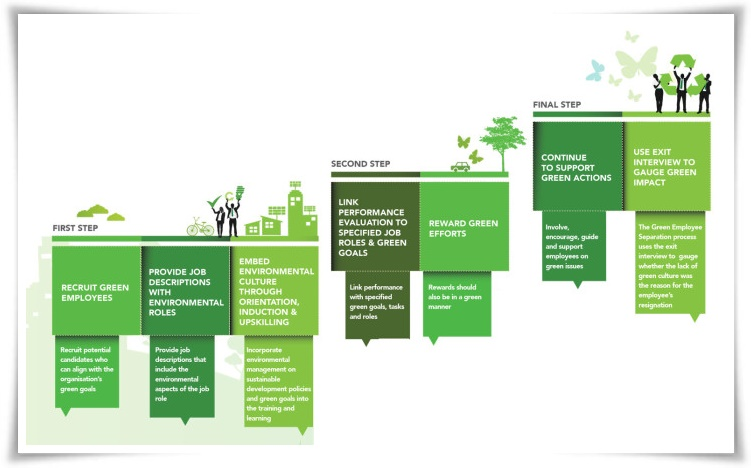 FIRST STEP
RECRUIT GREEN
EMPLOYEES
Recruit potential
candidates who
can align with the
organisation's
green goals
PROVIDE JOB
DESCRIPTIONS
WITH
ENVIRONMENTAL
ROLES
Provide job
descriptions that
include the
environmental
aspects of the job
role
EMBED
ENVIRONMENTAL
CULTURE
THROUGH
ORIENTATION,
INDUCTION &
UPSKILLING
Incorporate
environmental
management on
sustainable
development policies
and green goals into
the training and
learning
SECOND STEP
LINK
PERFORMANCE
EVALUATION TO
SPECIFIED JOB
ROLES & GREEN
GOALS
Link performance
with specified
green goals, tasks
and roles
REWARD GREEN
EFFORTS
Rewards should
also be in a green
manner
FINAL STEP
CONTINUE
TO SUPPORT
GREEN ACTIONS
Involve,
encourage, guide
and support
employees on
green issues
USE EXIT
INTERVIEW TO
GAUGE GREEN
IMPACT
The Green Employee
Separation process
uses the exit
interview to gauge
whether the lack of
green culture was
the reason for the
employee's
resignation